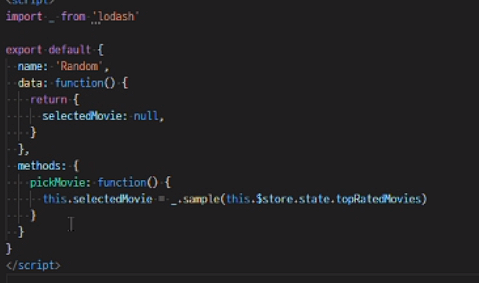 <script>
import _ from 'lodash'
export default {
name: 'Random',
data: function() {
return {
selectedMovie: null,
}
},
methods: {
pickMovie: function() {
this.selectedMovie = _.sample(this.$store.state.topRatedMovies)
}
}
}
</script>